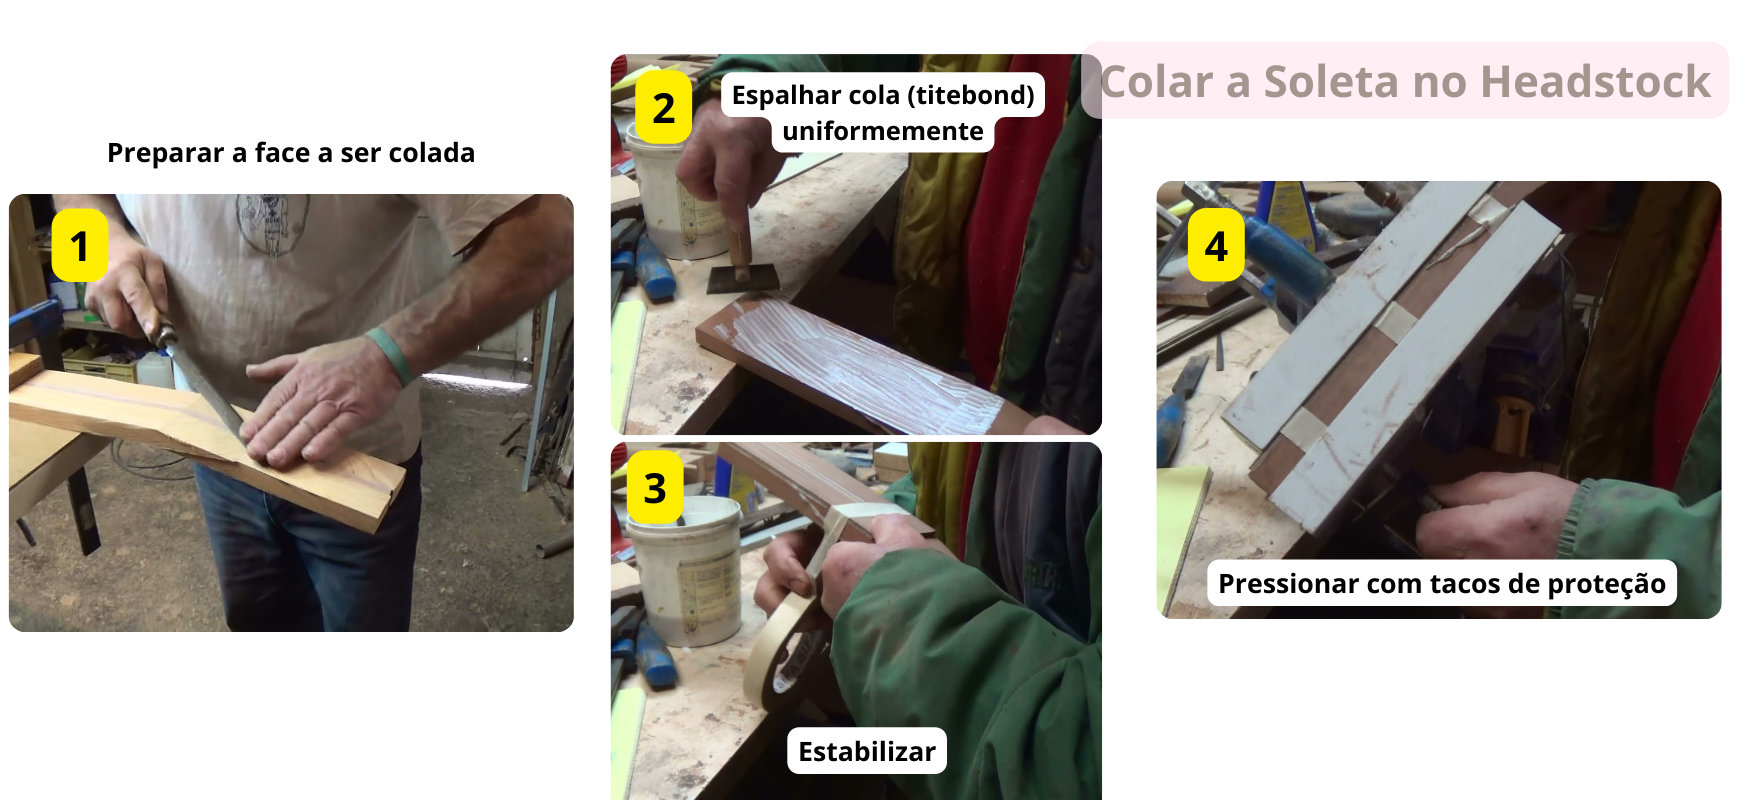 Colar a Soleta no Headstock
Preparar a face a ser colada
1
2
Espalhar cola (titebond)
uniformemente
3
Estabilizar
4
Pressionar com tacos de proteção